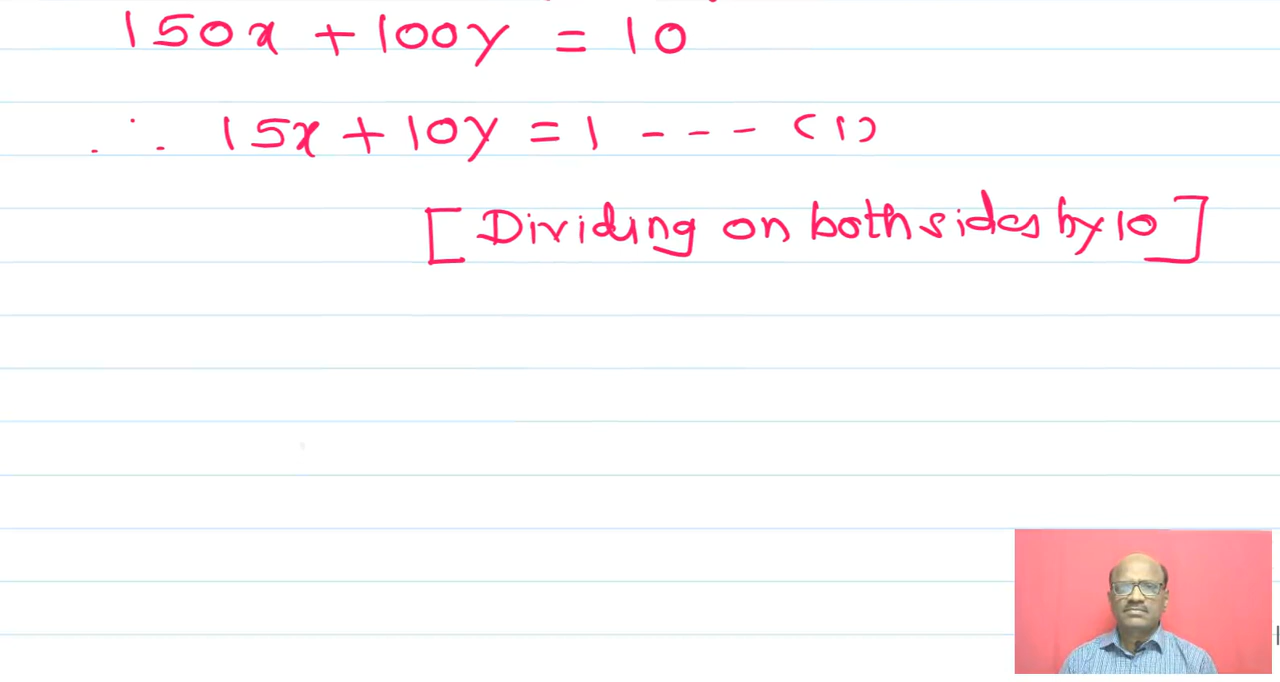 150x + 100y = 10
∴ 15x + 10y = 1 --- (1)
[Dividing on both sides by 10]